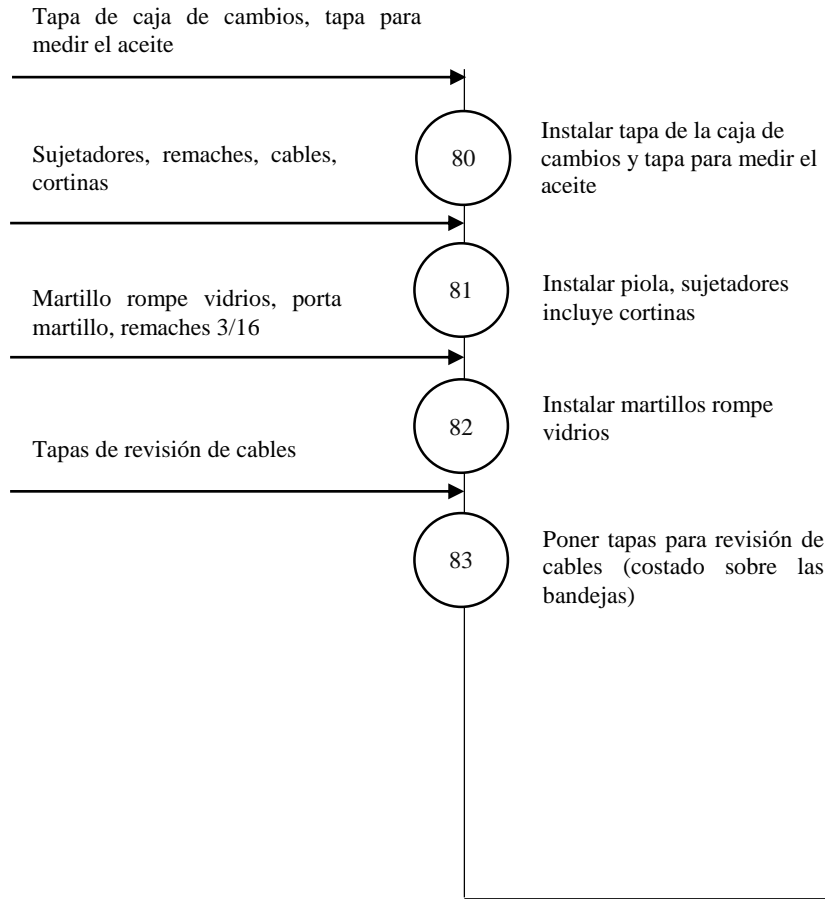 Tapa de caja de cambios, tapa para
medir el aceite
80
Instalar tapa de la caja de
cambios y tapa para medir el
aceite
Sujetadores, remaches, cables,
cortinas
81
Instalar piola, sujetadores
incluye cortinas
Martillo rompe vidrios, porta
martillo, remaches 3/16
82
Instalar martillos rompe
vidrios
Tapas de revisión de cables
83
Poner tapas para revisión de
cables (costado sobre las
bandejas)